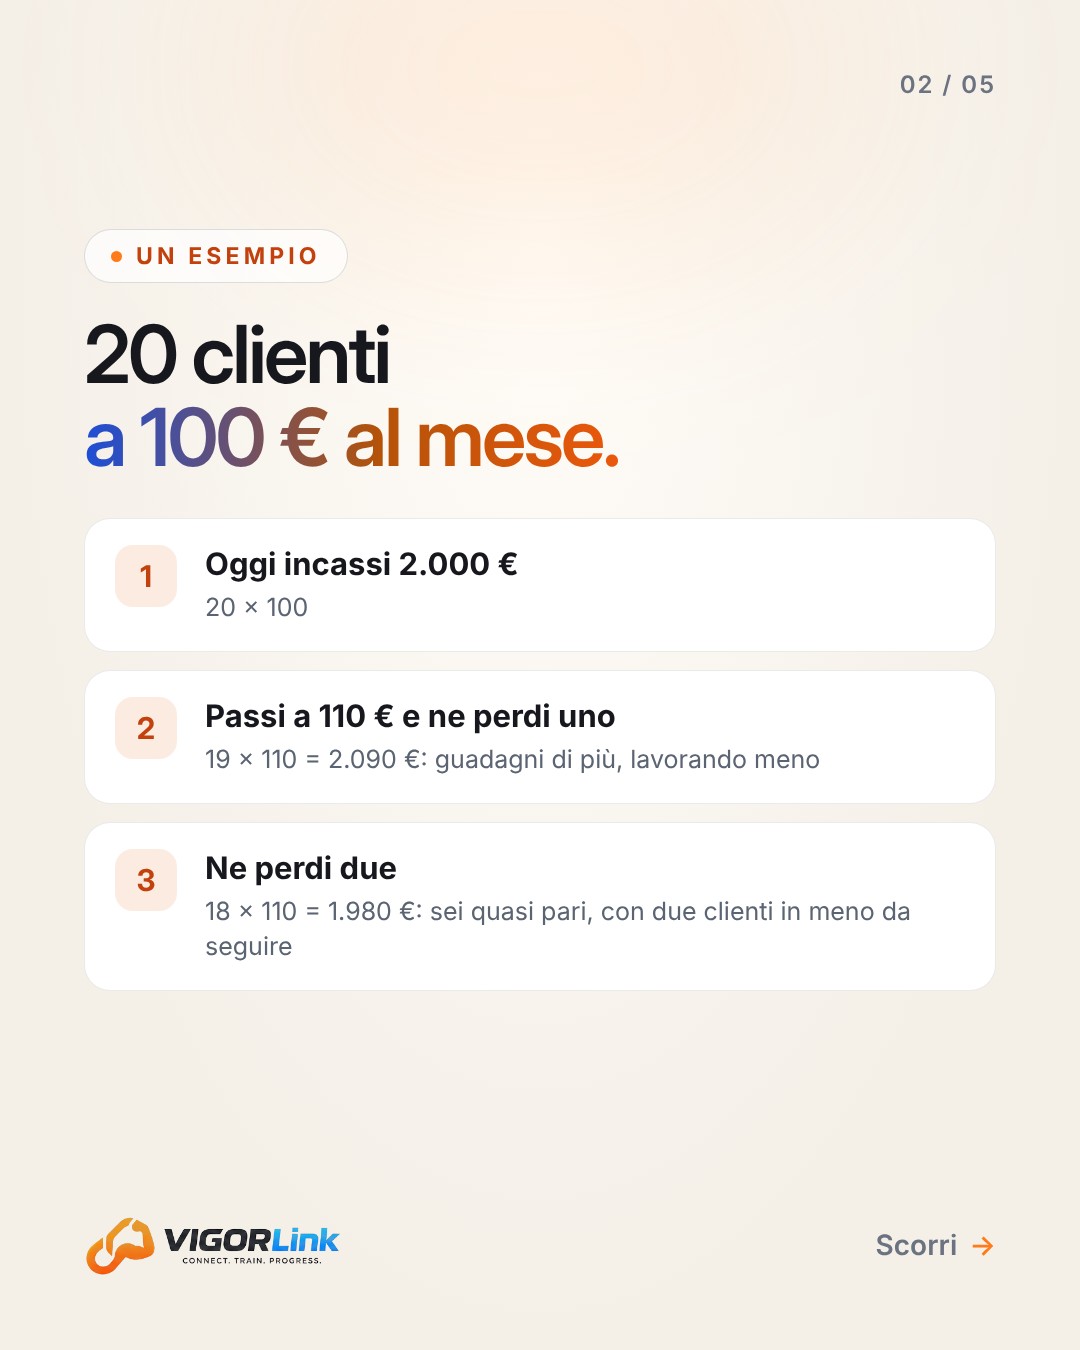 02 / 05
UN ESEMPIO
20 clienti
a 100 € al mese.
1
Oggi incassi 2.000 €
20 × 100
2
Passi a 110 € e ne perdi uno
19 × 110 = 2.090 €: guadagni di più, lavorando meno
3
Ne perdi due
18 × 110 = 1.980 €: sei quasi pari, con due clienti in meno da
seguire
VIGORLink
CONNECT. TRAIN. PROGRESS.
Scorri →